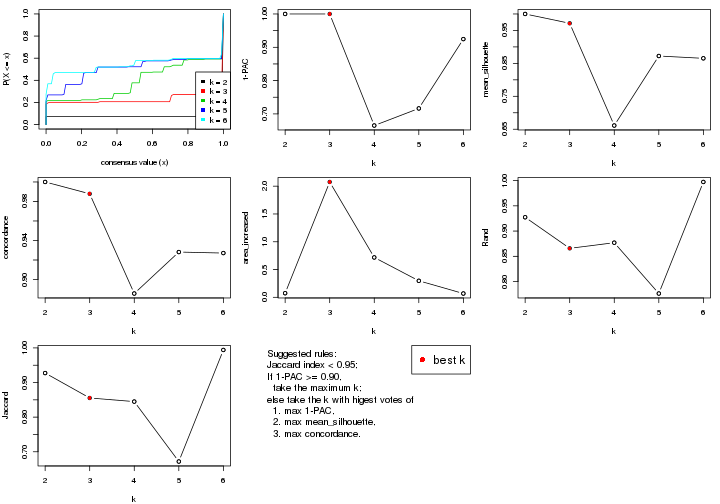 P(X <= x)
0.0 0.2 0.4 0.6 0.8 1.0
k = 2
k = 3
k = 4
k = 5
k = 6
0.0 0.2 0.4 0.6 0.8 1.0
consensus value (x)
1-PAC
0.70 0.80 0.90 1.00
2 3 4 5 6
k
mean_silhouette
0.65 0.75 0.85 0.95
2 3 4 5 6
k
concordance
0.90 0.94 0.98
2 3 4 5 6
k
area_increased
0.0 0.5 1.0 1.5 2.0
2 3 4 5 6
k
Rand
0.80 0.85 0.90 0.95 1.00
2 3 4 5 6
k
Jaccard
0.70 0.80 0.90 1.00
2 3 4 5 6
k
Suggested rules:
Jaccard index < 0.95;
If 1-PAC >= 0.90,
take the maximum k;
else take the k with higest votes of
1. max 1-PAC,
2. max mean_silhouette,
3. max concordance.
best k